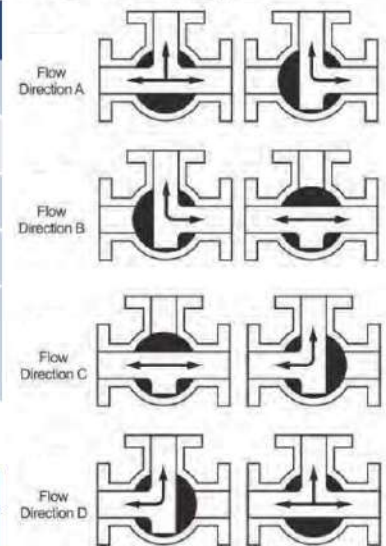 Flow
Direction A
Flow
Direction B
Flow
Direction C
Flow
Direction D